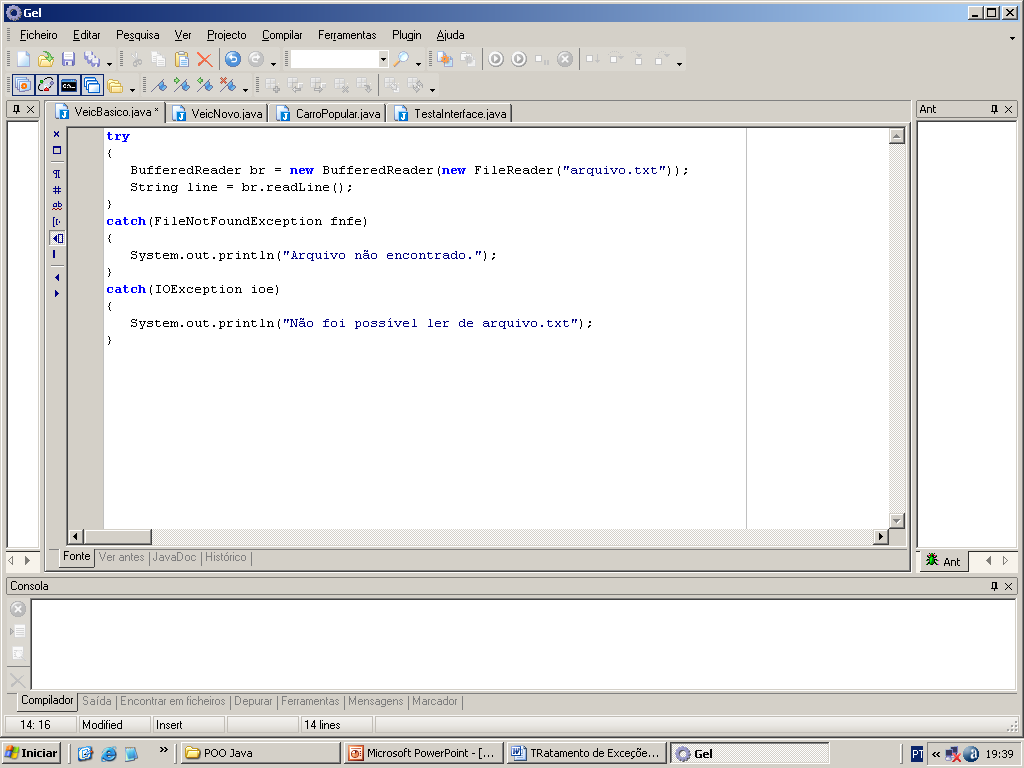 Gel
Ficheiro Editar Pesquisa Ver Projecto Compilar Ferramentas Plugin Ajuda
VeicBasico.java * VeicNovo.java CarroPopular.java TestaInterface.java Ant
try
{
BufferedReader br = new BufferedReader(new FileReader("arquivo.txt"));
String line = br.readLine();
}
catch(FileNotFoundException fnfe)
{
System.out.println("Arquivo não encontrado.");
}
catch(IOException ioe)
{
System.out.println("Não foi possível ler de arquivo.txt");
}
Fonte Ver antes JavaDoc Histórico Ant
Consola
Compilador Saída Encontrar em ficheiros Depurar Ferramentas Mensagens Marcador
14: 16 Modified Insert 14 lines
Iniciar » POO Java Microsoft PowerPoint - [... TRatamento de Exceçõe... Gel PT « 19:39